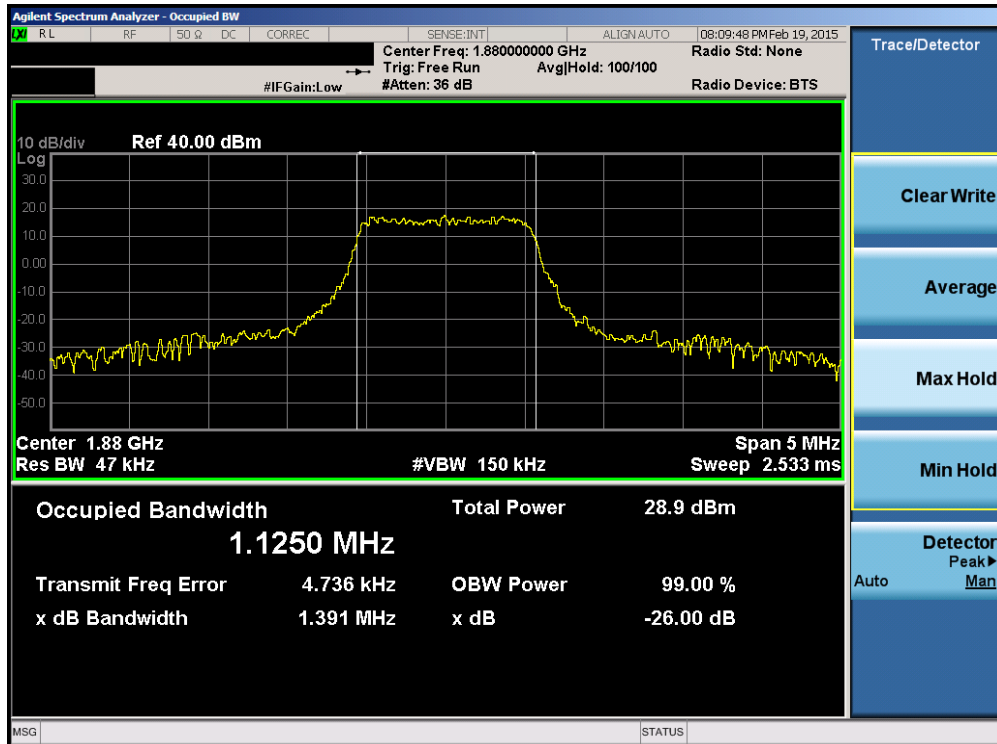 Agilent Spectrum Analyzer - Occupied BW
LXI RL RF 50 Ω DC CORREC SENSE:INT ALIGN AUTO 08:09:48 PM Feb 19, 2015
Center Freq: 1.880000000 GHz Radio Std: None
Trig: Free Run Avg|Hold: 100/100
#IFGain:Low #Atten: 36 dB Radio Device: BTS
Trace/Detector
10 dB/div Ref 40.00 dBm
Log
30.0
20.0
10.0
0.00
-10.0
-20.0
-30.0
-40.0
-50.0
Center 1.88 GHz Span 5 MHz
Res BW 47 kHz #VBW 150 kHz Sweep 2.533 ms
Occupied Bandwidth Total Power 28.9 dBm
1.1250 MHz
Transmit Freq Error 4.736 kHz OBW Power 99.00 %
x dB Bandwidth 1.391 MHz x dB -26.00 dB
Clear Write
Average
Max Hold
Min Hold
Detector
Peak▶
Auto Man
MSG STATUS